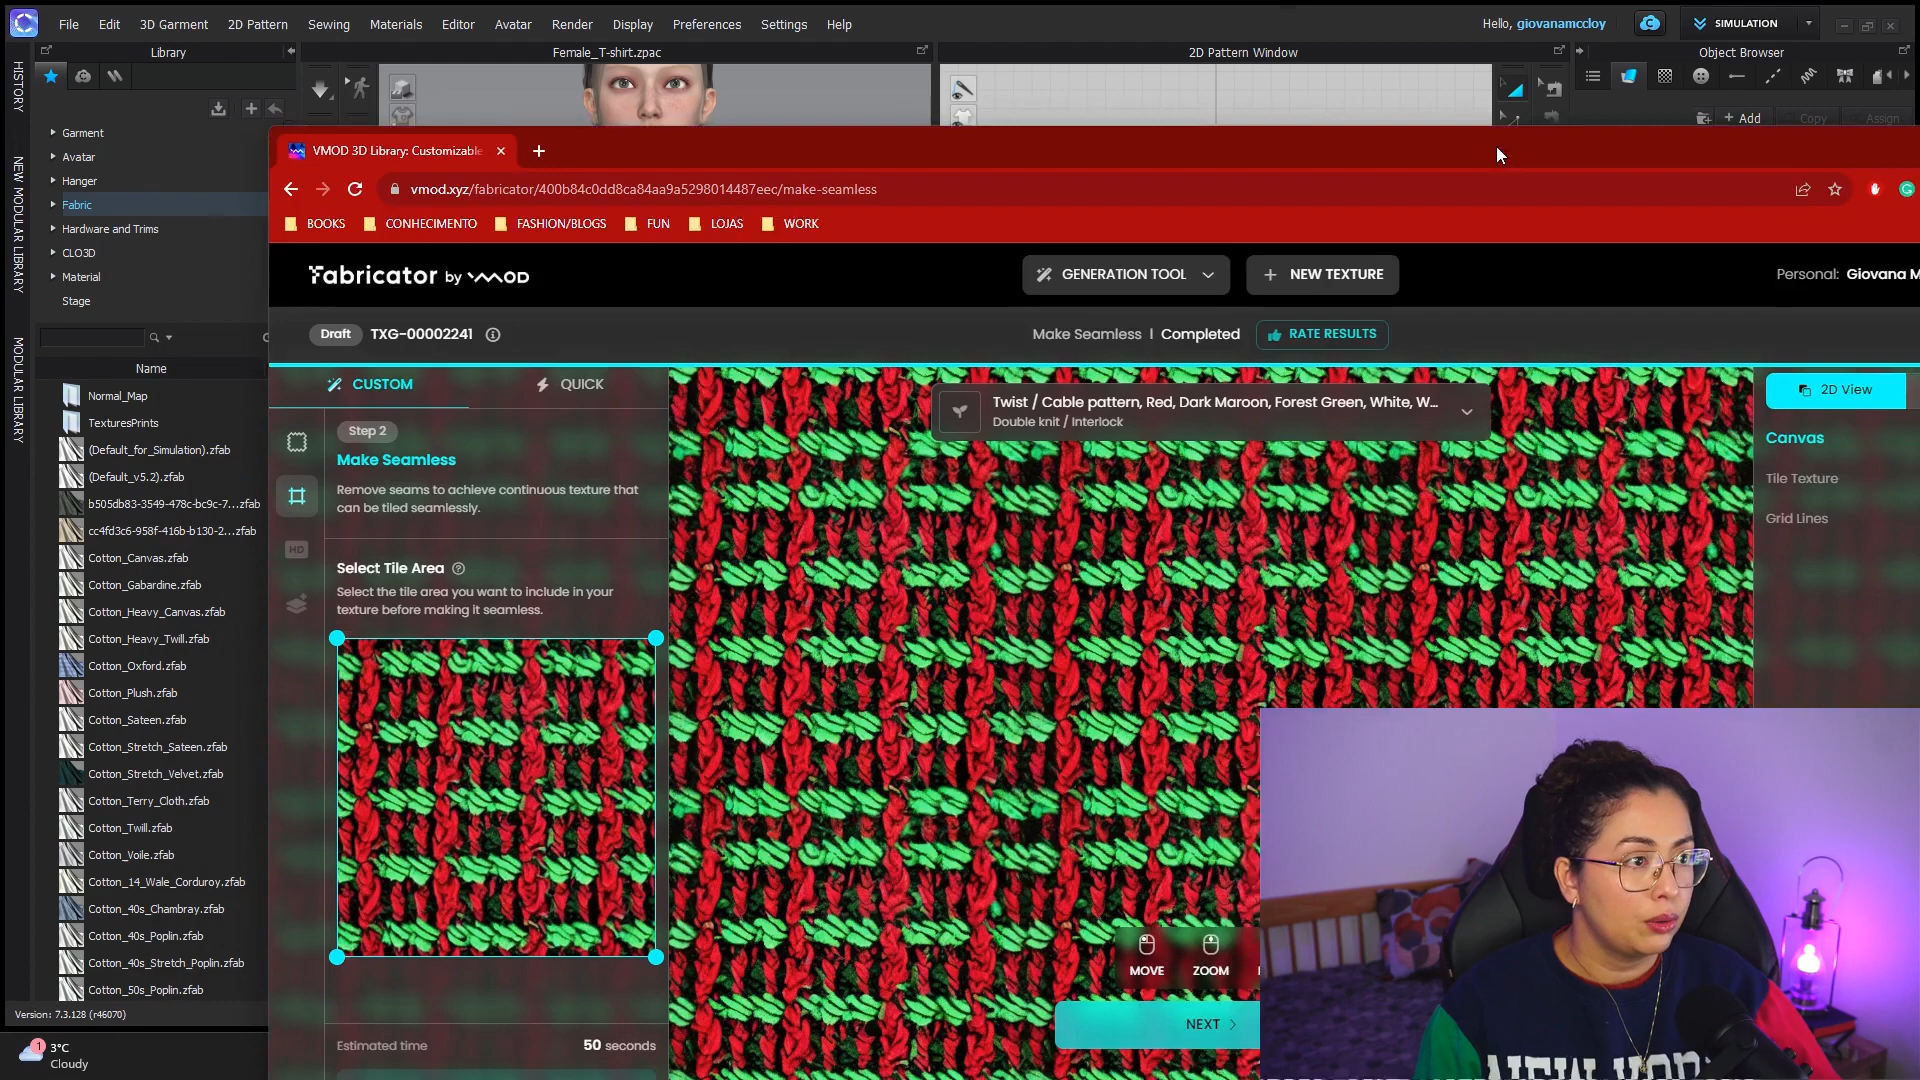 File Edit 3D Garment 2D Pattern Sewing Materials Editor Avatar Render Display Preferences Settings Help
Hello, giovanamccloy
SIMULATION
Library
Female_T-shirt.zpac
2D Pattern Window
Object Browser
HISTORY
NEW MODULAR LIBRARY
MODULAR LIBRARY
+ Add
Copy
Assign
Garment
Avatar
Hanger
Fabric
Hardware and Trims
CLO3D
Material
Stage
Name
Normal_Map
TexturesPrints
(Default_for_Simulation).zfab
(Default_v5.2).zfab
b505db83-3549-478c-bc9c-7...zfab
cc4fd3c6-958f-416b-b130-2...zfab
Cotton_Canvas.zfab
Cotton_Gabardine.zfab
Cotton_Heavy_Canvas.zfab
Cotton_Heavy_Twill.zfab
Cotton_Oxford.zfab
Cotton_Plush.zfab
Cotton_Sateen.zfab
Cotton_Stretch_Sateen.zfab
Cotton_Stretch_Velvet.zfab
Cotton_Terry_Cloth.zfab
Cotton_Twill.zfab
Cotton_Voile.zfab
Cotton_14_Wale_Corduroy.zfab
Cotton_40s_Chambray.zfab
Cotton_40s_Poplin.zfab
Cotton_40s_Stretch_Poplin.zfab
Cotton_50s_Poplin.zfab
Version: 7.3.128 (r46070)
1
3°C
Cloudy
VMOD 3D Library: Customizable
vmod.xyz/fabricator/400b84c0dd8ca84aa9a5298014487eec/make-seamless
BOOKS CONHECIMENTO FASHION/BLOGS FUN LOJAS WORK
Fabricator by VMOD
GENERATION TOOL
+ NEW TEXTURE
Personal: Giovana M
Draft TXG-00002241
Make Seamless | Completed
RATE RESULTS
CUSTOM
QUICK
HD
Step 2
Make Seamless
Remove seams to achieve continuous texture that
can be tiled seamlessly.
Select Tile Area
Select the tile area you want to include in your
texture before making it seamless.
Estimated time 50 seconds
Twist / Cable pattern, Red, Dark Maroon, Forest Green, White, W...
Double knit / Interlock
MOVE
ZOOM
NEXT
2D View
Canvas
Tile Texture
Grid Lines
NEW YORK